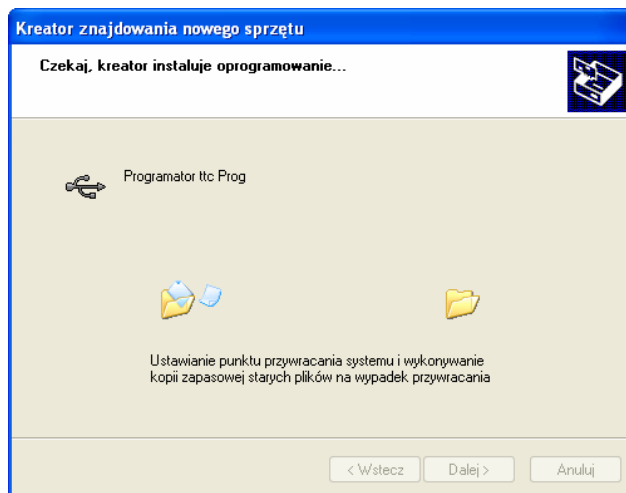 Kreator znajdowania nowego sprzętu
Czekaj, kreator instaluje oprogramowanie...
Programator ttc Prog
Ustawianie punktu przywracania systemu i wykonywanie
kopii zapasowej starych plików na wypadek przywracania
< Wstecz Dalej > Anuluj